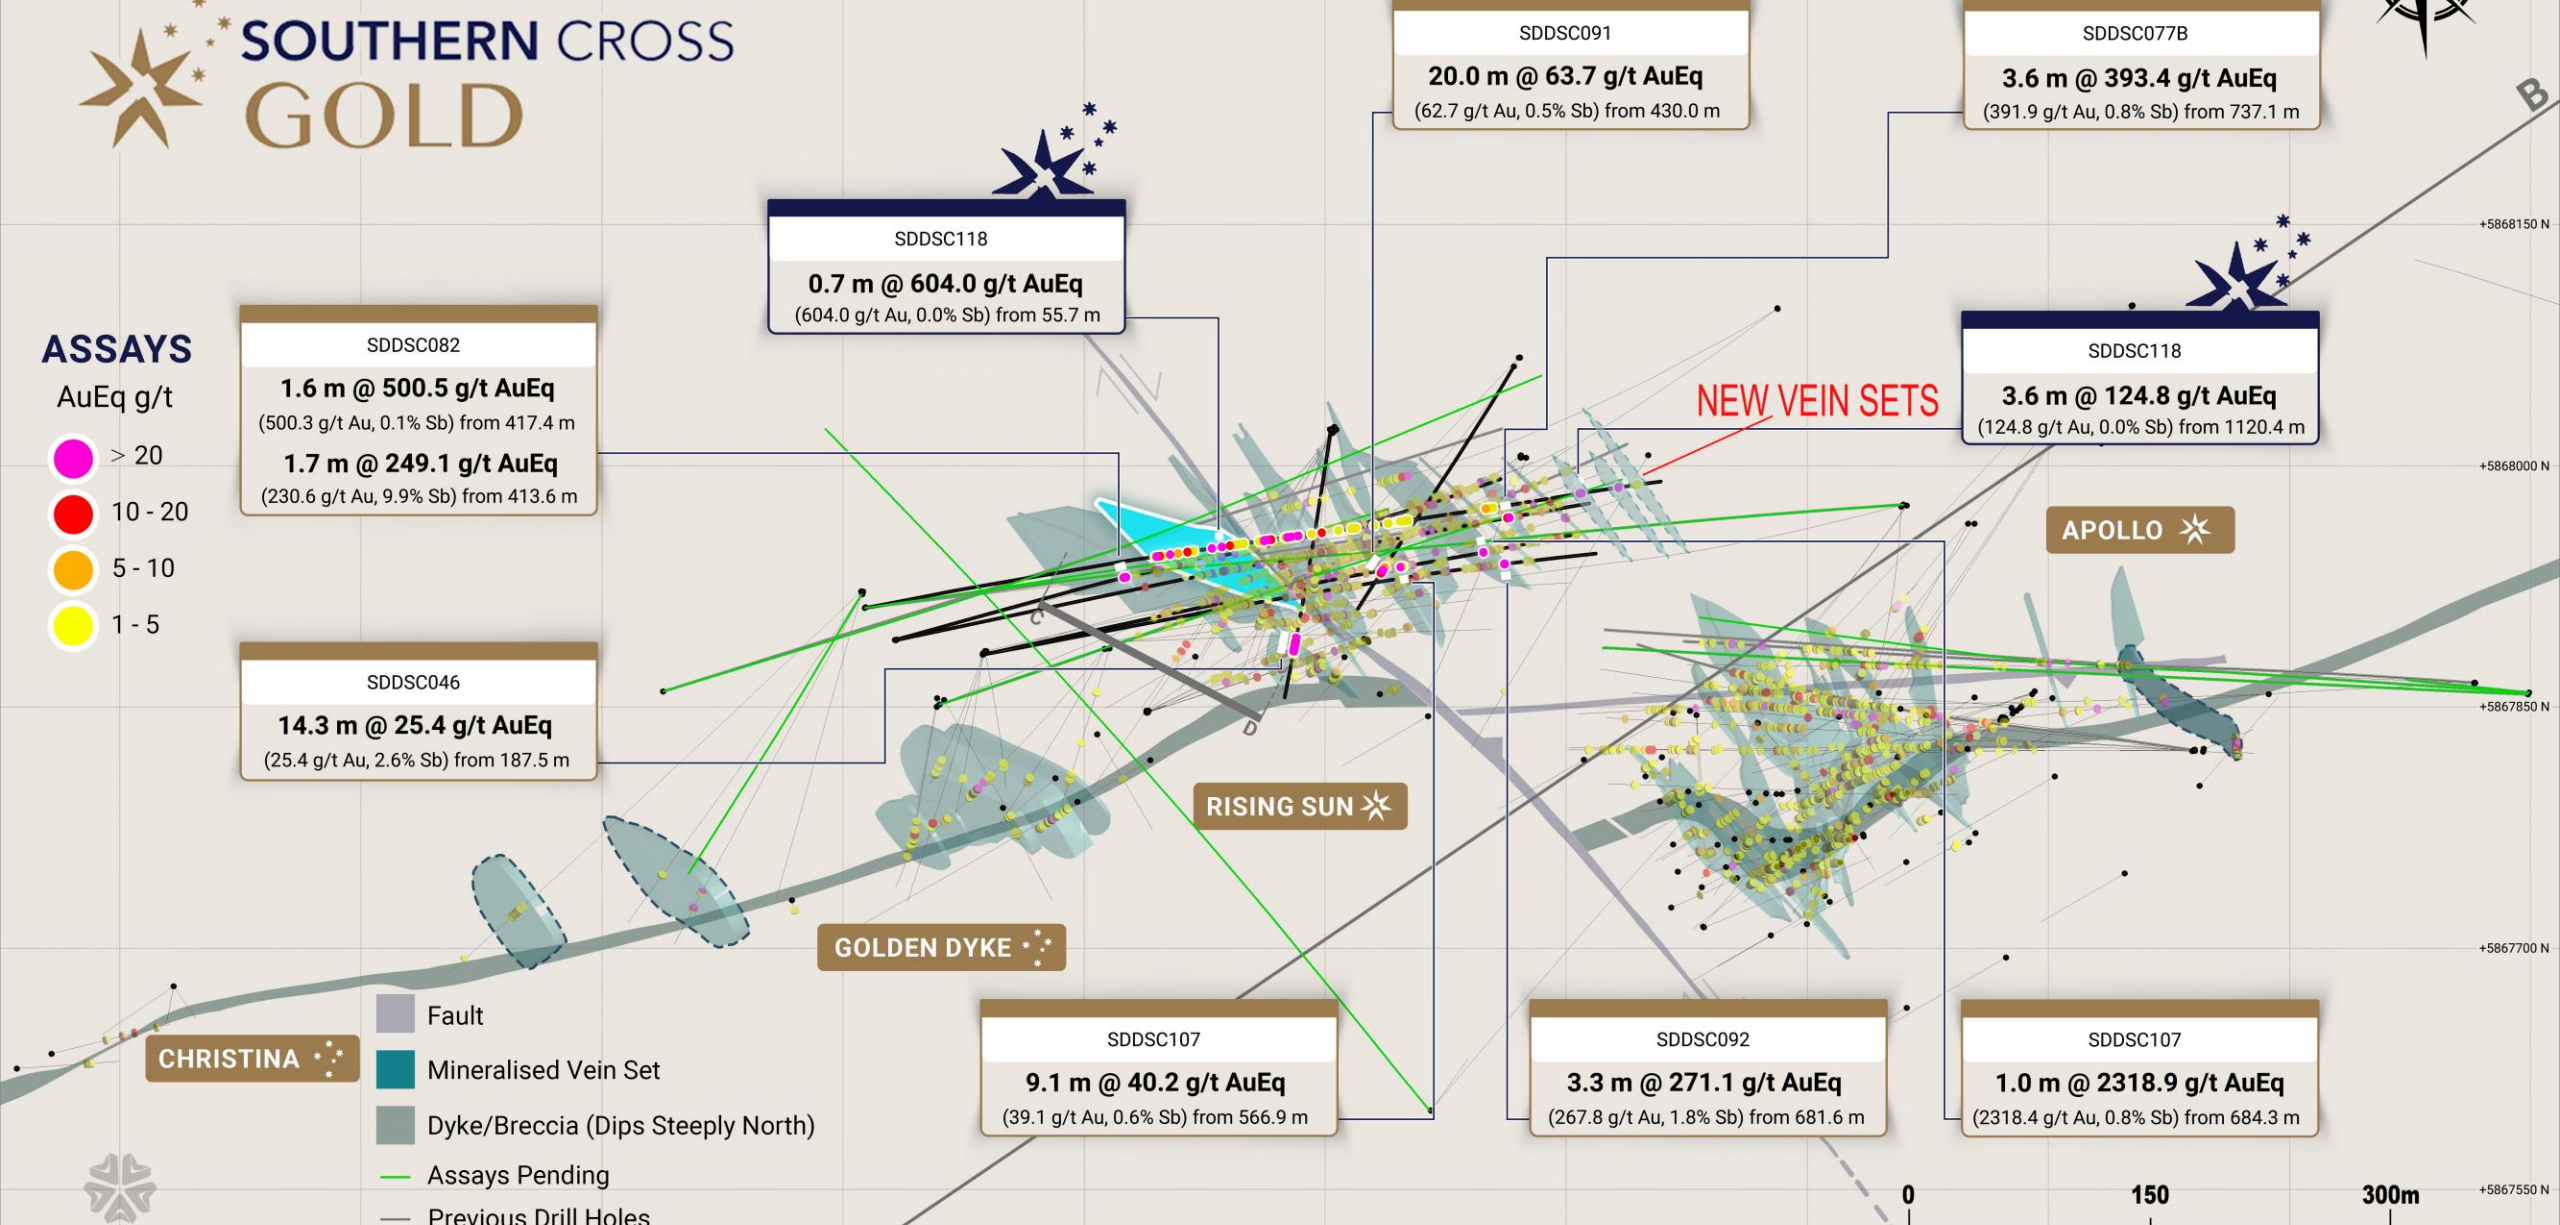 SOUTHERN CROSS
GOLD
SDDSC091
20.0 m @ 63.7 g/t AuEq
(62.7 g/t Au, 0.5% Sb) from 430.0 m
SDDSC077B
3.6 m @ 393.4 g/t AuEq
(391.9 g/t Au, 0.8% Sb) from 737.1 m
B
SDDSC118
0.7 m @ 604.0 g/t AuEq
(604.0 g/t Au, 0.0% Sb) from 55.7 m
+5868150 N
SDDSC118
3.6 m @ 124.8 g/t AuEq
(124.8 g/t Au, 0.0% Sb) from 1120.4 m
ASSAYS
AuEq g/t
> 20
10 - 20
5 - 10
1 - 5
SDDSC082
1.6 m @ 500.5 g/t AuEq
(500.3 g/t Au, 0.1% Sb) from 417.4 m
1.7 m @ 249.1 g/t AuEq
(230.6 g/t Au, 9.9% Sb) from 413.6 m
NEW VEIN SETS
+5868000 N
APOLLO
C
D
SDDSC046
14.3 m @ 25.4 g/t AuEq
(25.4 g/t Au, 2.6% Sb) from 187.5 m
+5867850 N
RISING SUN
GOLDEN DYKE
+5867700 N
CHRISTINA
Fault
Mineralised Vein Set
Dyke/Breccia (Dips Steeply North)
Assays Pending
Previous Drill Holes
SDDSC107
9.1 m @ 40.2 g/t AuEq
(39.1 g/t Au, 0.6% Sb) from 566.9 m
SDDSC092
3.3 m @ 271.1 g/t AuEq
(267.8 g/t Au, 1.8% Sb) from 681.6 m
SDDSC107
1.0 m @ 2318.9 g/t AuEq
(2318.4 g/t Au, 0.8% Sb) from 684.3 m
0 150 300m
+5867550 N